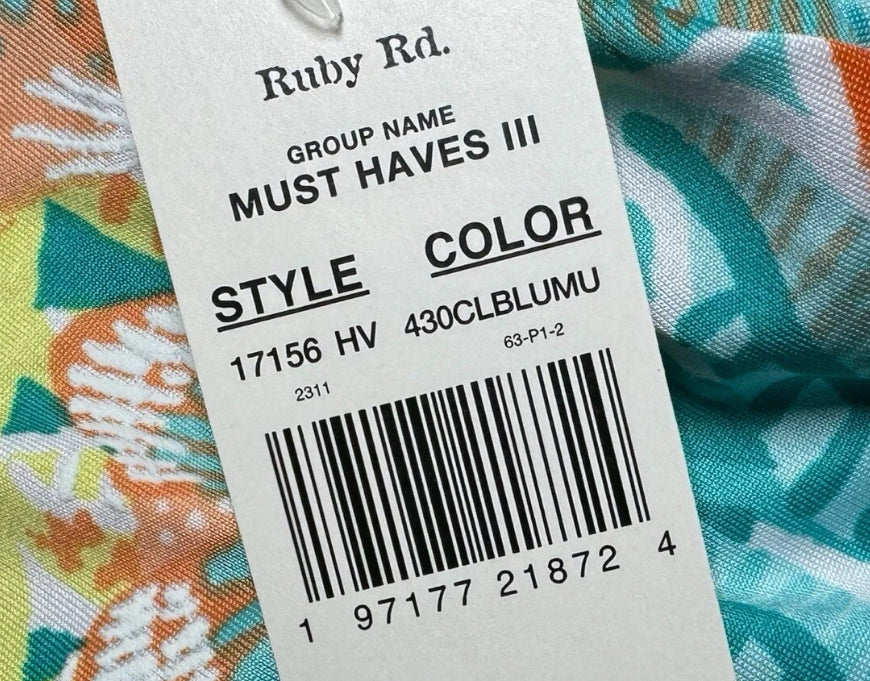 Ruby Rd.
GROUP NAME
MUST HAVES III
STYLE COLOR
17156 HV 430CLBLUMU
2311 63-P1-2
1 97177 21872 4